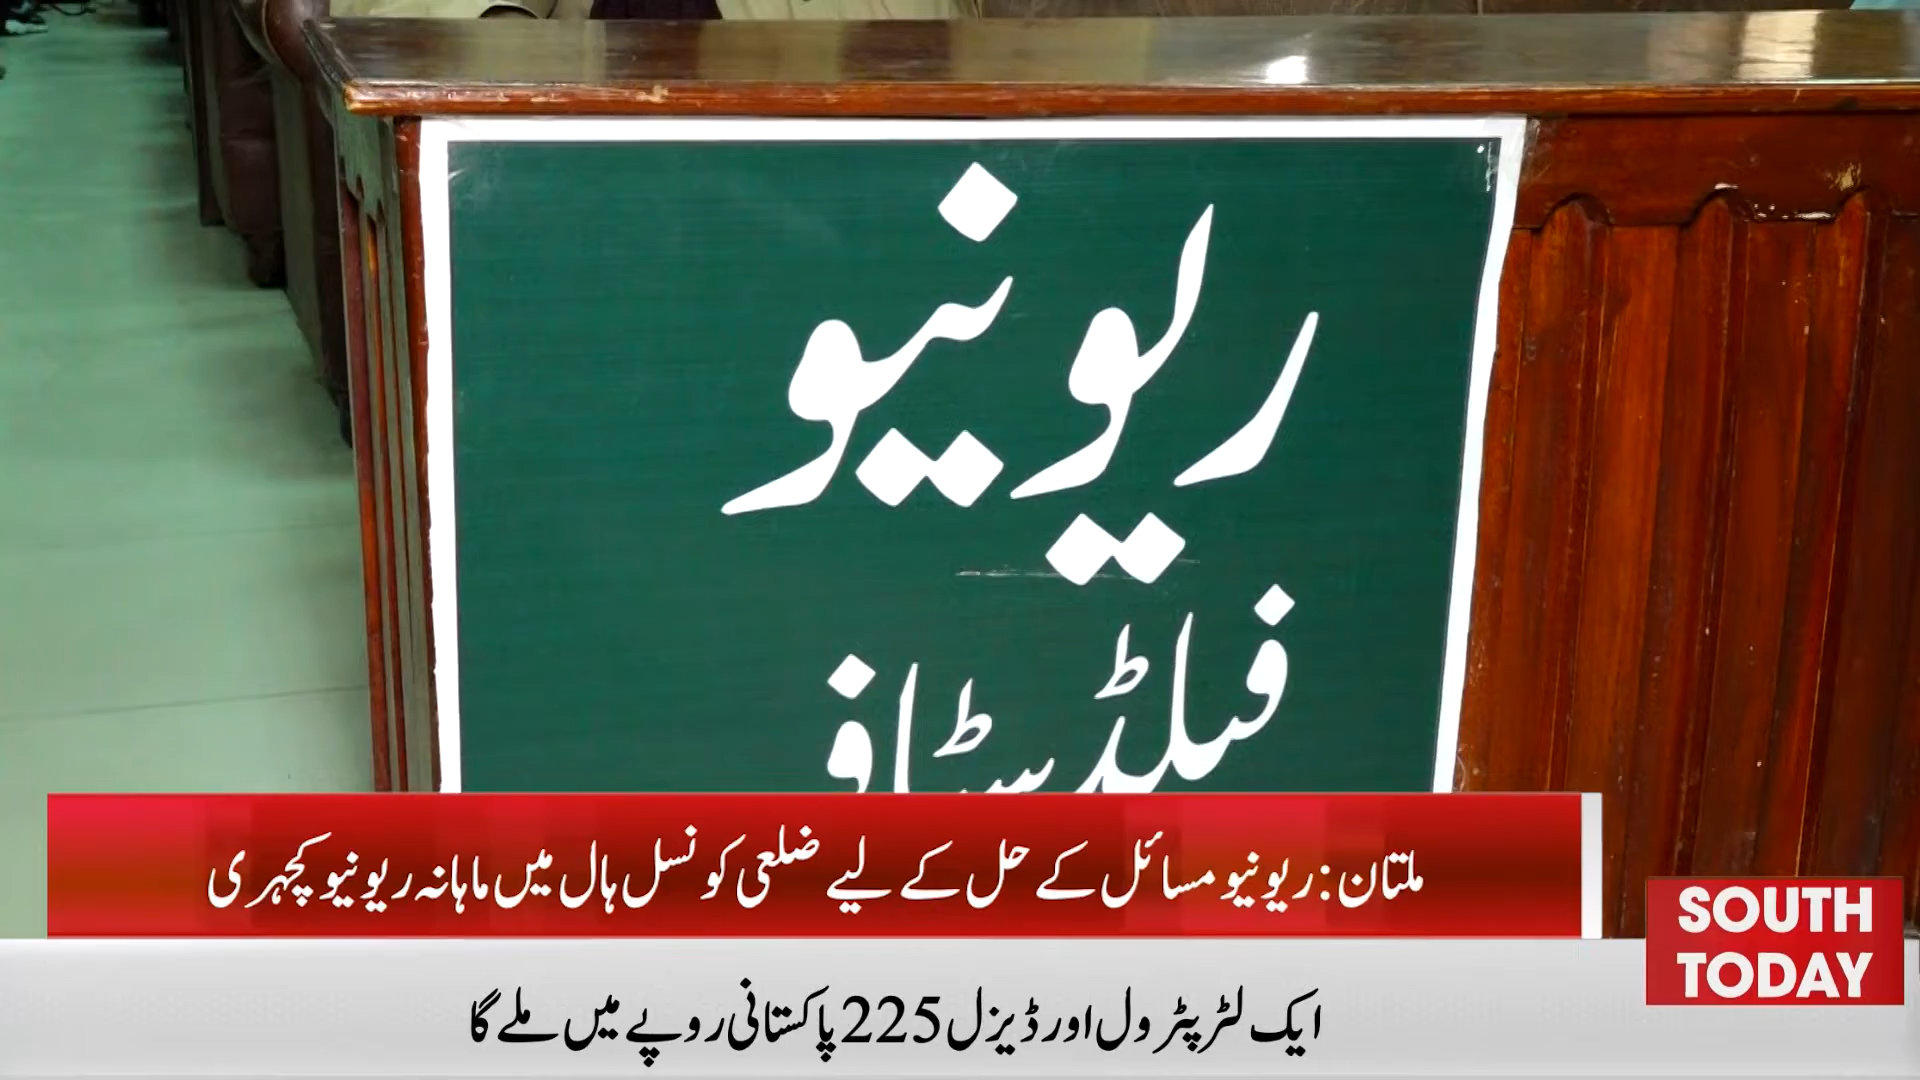 ریونیو
فیلڈ سٹاف
ملتان: ریونیو مسائل کے حل کے لیے ضلعی کونسل ہال میں ماہانہ ریونیو کچہری
SOUTH
TODAY
ایک لٹر پٹرول اور ڈیزل 225 پاکستانی روپے میں ملے گا